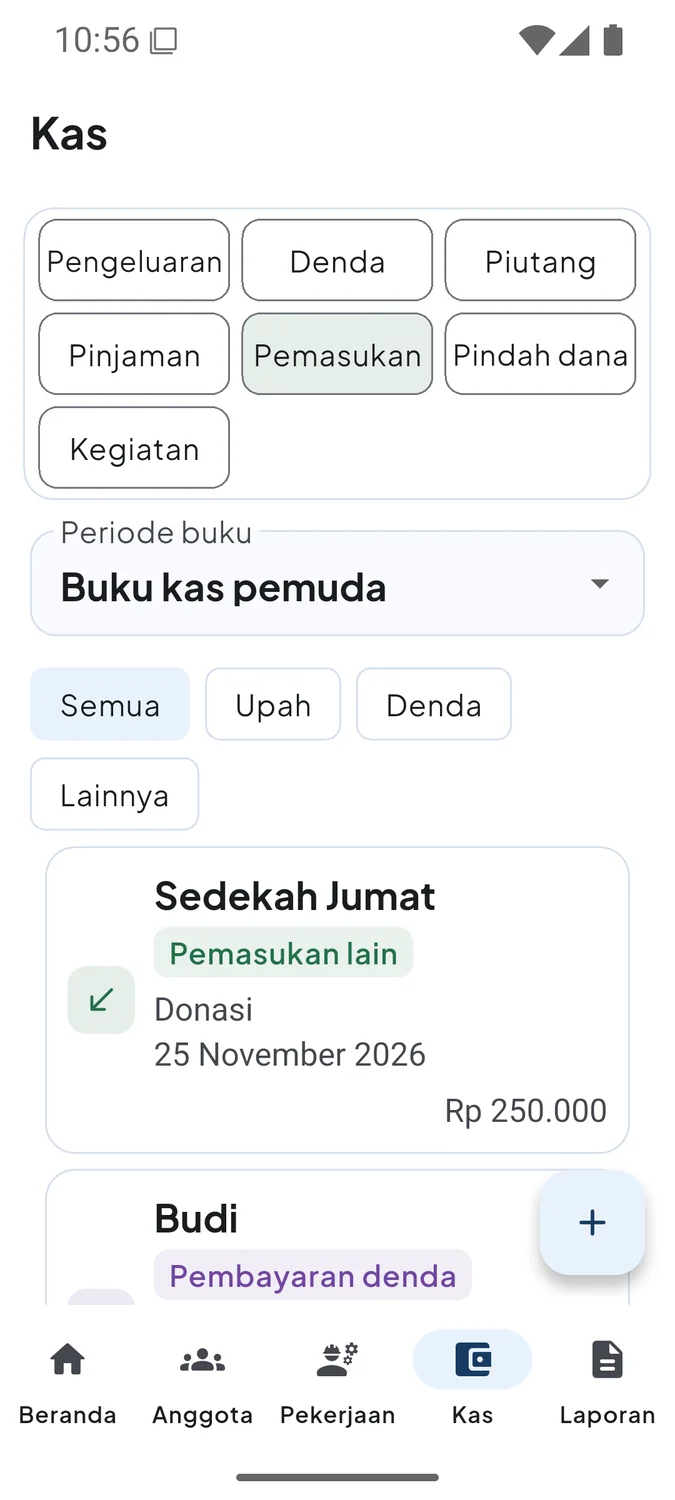 10:56
Kas
Pengeluaran Denda Piutang
Pinjaman Pemasukan Pindah dana
Kegiatan
Periode buku
Buku kas pemuda
Semua Upah Denda
Lainnya
Sedekah Jumat
Pemasukan lain
Donasi
25 November 2026
Rp 250.000
Budi
Pembayaran denda
Beranda Anggota Pekerjaan Kas Laporan